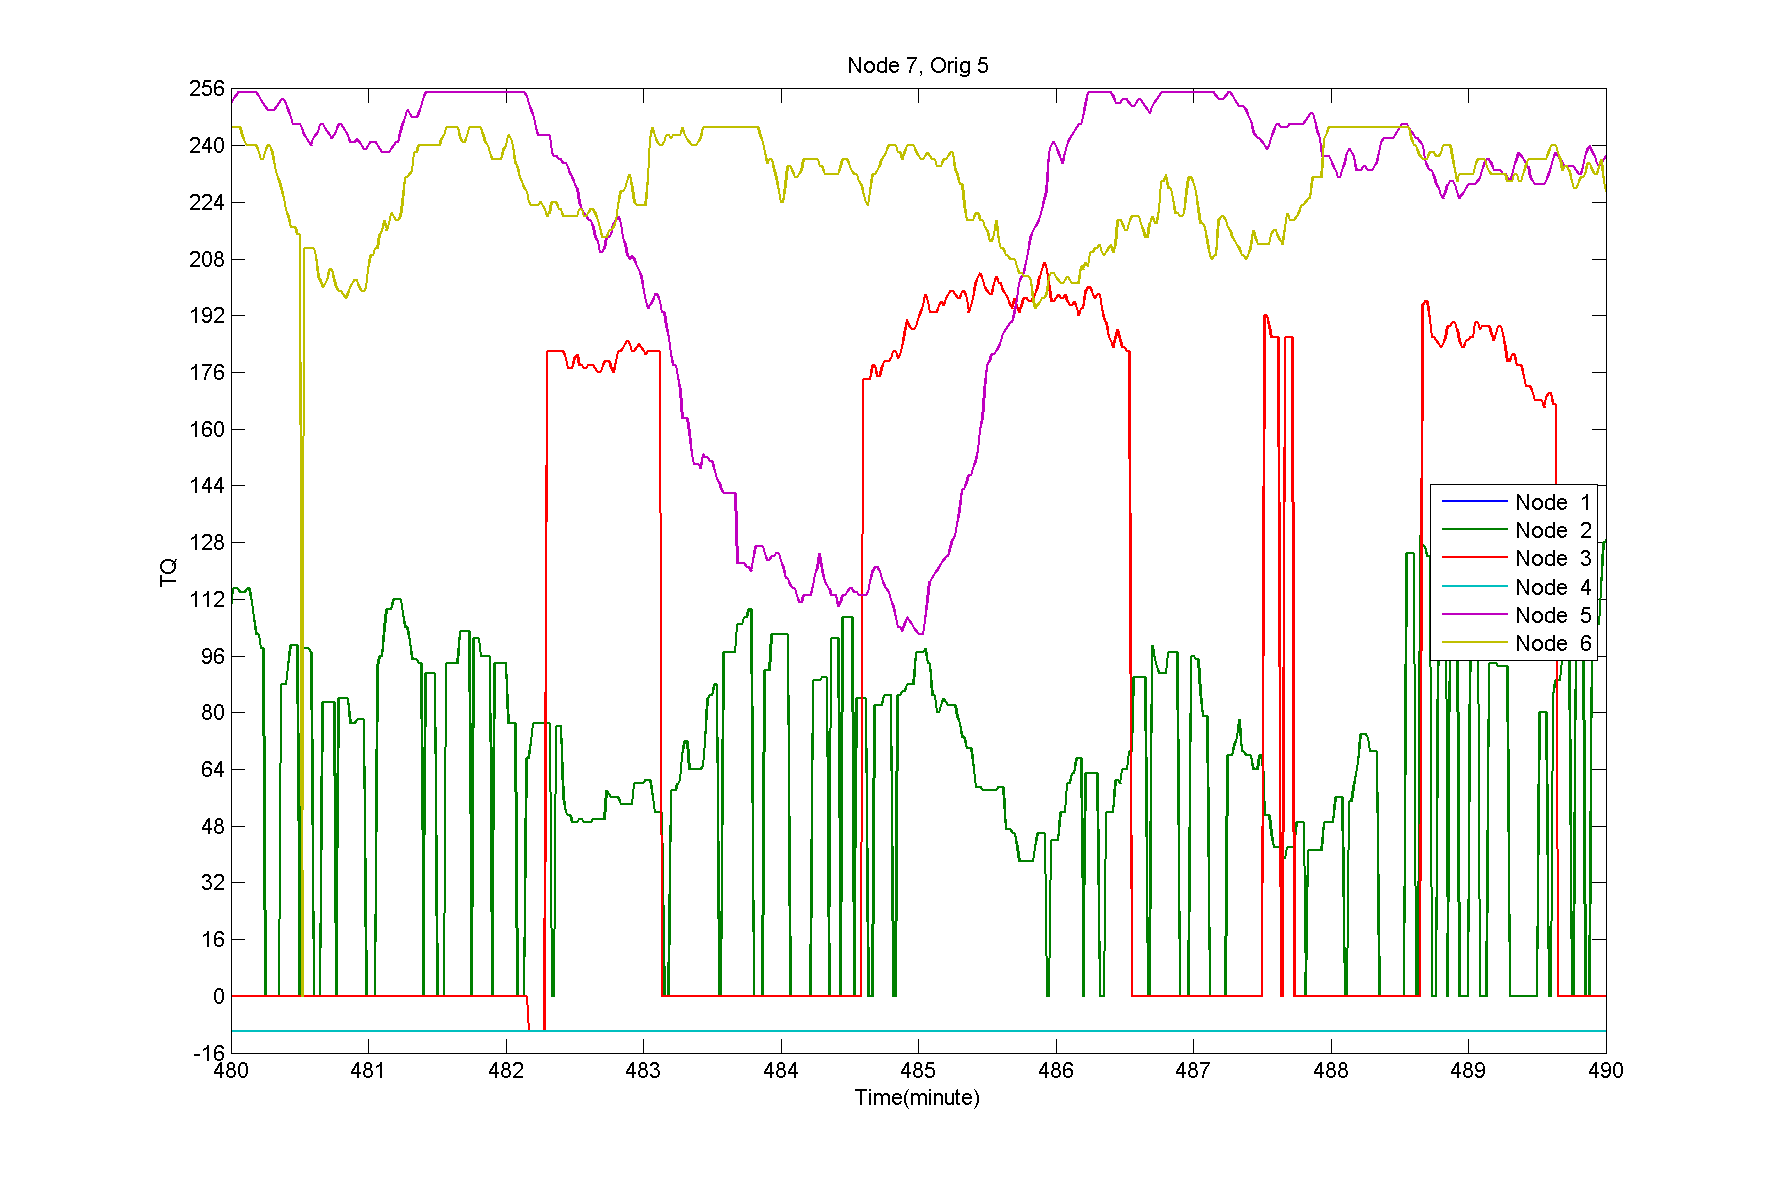 Node 7, Orig 5
256
240
224
208
192
176
160
144
128
112
96
80
64
48
32
16
0
-16
TQ
Node 1
Node 2
Node 3
Node 4
Node 5
Node 6
480 481 482 483 484 485 486 487 488 489 490
Time(minute)